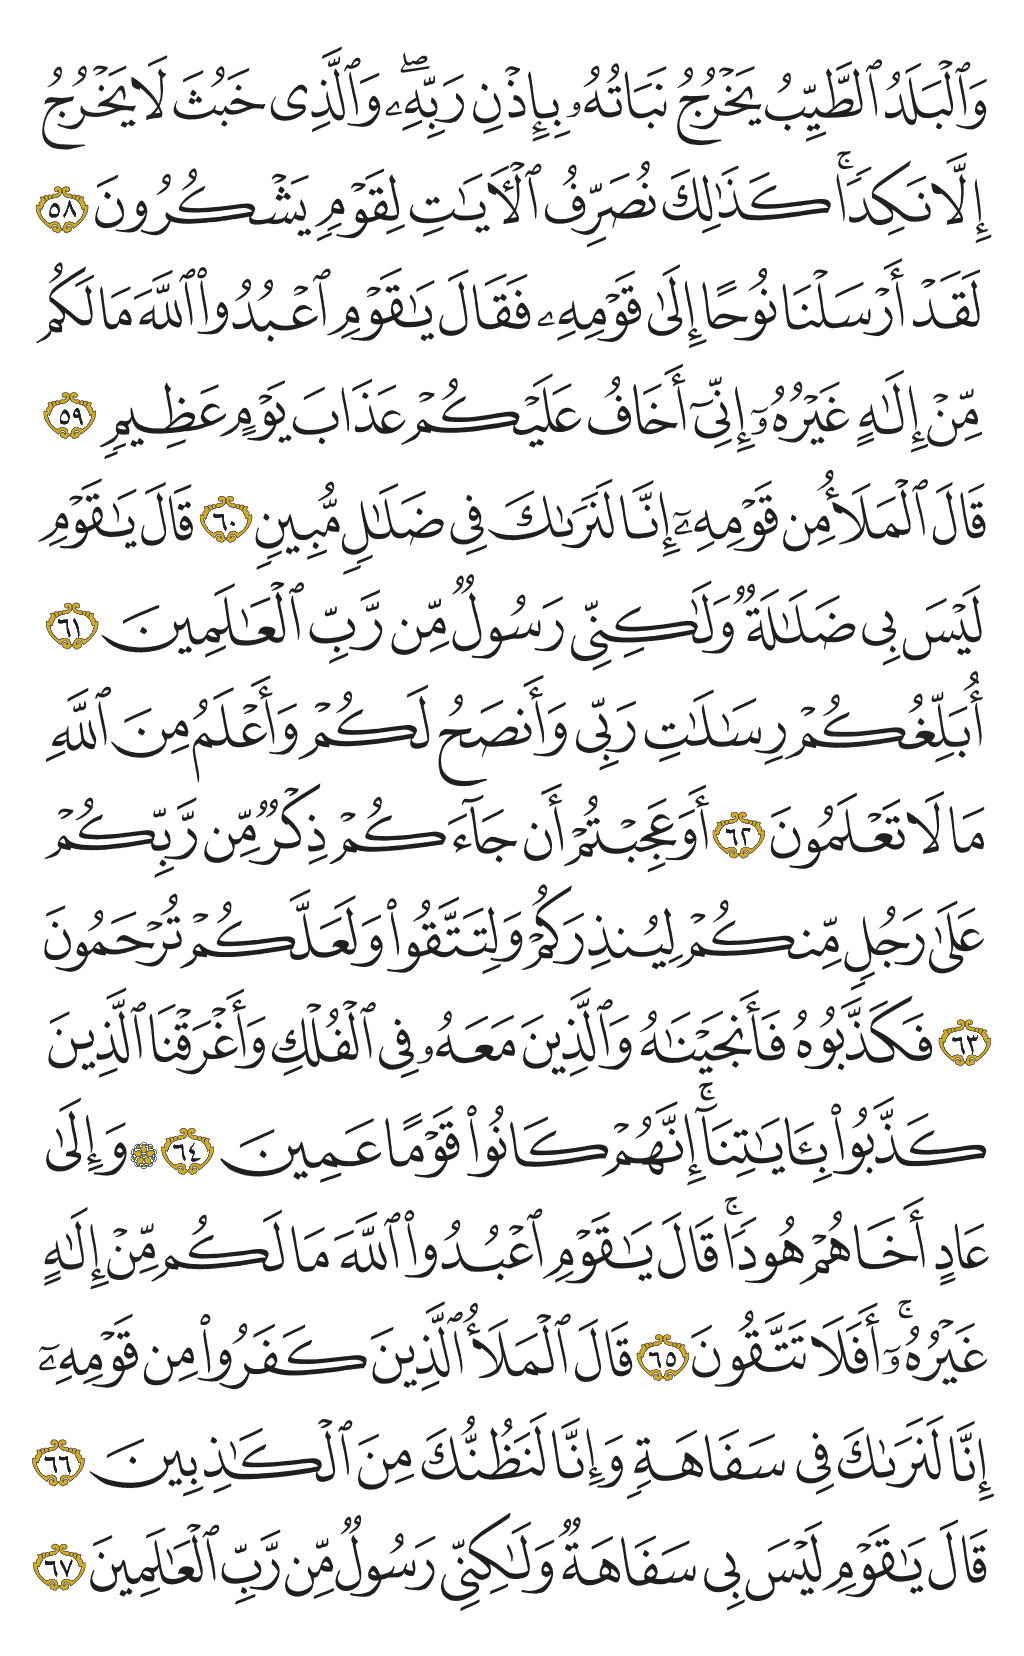 وَٱلْبَلَدُ ٱلطَّيِّبُ يَخْرُجُ نَبَاتُهُۥ بِإِذْنِ رَبِّهِۦۖ وَٱلَّذِى خَبُثَ لَا يَخْرُجُ
إِلَّا نَكِدًاۚ كَذَٰلِكَ نُصَرِّفُ ٱلْـَٔايَـٰتِ لِقَوْمٍ يَشْكُرُونَ ٥٨
لَقَدْ أَرْسَلْنَا نُوحًا إِلَىٰ قَوْمِهِۦ فَقَالَ يَـٰقَوْمِ ٱعْبُدُوا۟ ٱللَّهَ مَا لَكُم
مِّنْ إِلَـٰهٍ غَيْرُهُۥٓ إِنِّىٓ أَخَافُ عَلَيْكُمْ عَذَابَ يَوْمٍ عَظِيمٍ ٥٩
قَالَ ٱلْمَلَأُ مِن قَوْمِهِۦٓ إِنَّا لَنَرَىٰكَ فِى ضَلَـٰلٍ مُّبِينٍ ٦٠ قَالَ يَـٰقَوْمِ
لَيْسَ بِى ضَلَـٰلَةٌ وَلَـٰكِنِّى رَسُولٌ مِّن رَّبِّ ٱلْعَـٰلَمِينَ ٦١
أُبَلِّغُكُمْ رِسَـٰلَـٰتِ رَبِّى وَأَنصَحُ لَكُمْ وَأَعْلَمُ مِنَ ٱللَّهِ
مَا لَا تَعْلَمُونَ ٦٢ أَوَعَجِبْتُمْ أَن جَآءَكُمْ ذِكْرٌ مِّن رَّبِّكُمْ
عَلَىٰ رَجُلٍ مِّنكُمْ لِيُنذِرَكُمْ وَلِتَتَّقُوا۟ وَلَعَلَّكُمْ تُرْحَمُونَ
٦٣ فَكَذَّبُوهُ فَأَنجَيْنَـٰهُ وَٱلَّذِينَ مَعَهُۥ فِى ٱلْفُلْكِ وَأَغْرَقْنَا ٱلَّذِينَ
كَذَّبُوا۟ بِـَٔايَـٰتِنَآۚ إِنَّهُمْ كَانُوا۟ قَوْمًا عَمِينَ ٦٤ ۞ وَإِلَىٰ
عَادٍ أَخَاهُمْ هُودًاۚ قَالَ يَـٰقَوْمِ ٱعْبُدُوا۟ ٱللَّهَ مَا لَكُم مِّنْ إِلَـٰهٍ
غَيْرُهُۥٓۚ أَفَلَا تَتَّقُونَ ٦٥ قَالَ ٱلْمَلَأُ ٱلَّذِينَ كَفَرُوا۟ مِن قَوْمِهِۦٓ
إِنَّا لَنَرَىٰكَ فِى سَفَاهَةٍ وَإِنَّا لَنَظُنُّكَ مِنَ ٱلْكَـٰذِبِينَ ٦٦
قَالَ يَـٰقَوْمِ لَيْسَ بِى سَفَاهَةٌ وَلَـٰكِنِّى رَسُولٌ مِّن رَّبِّ ٱلْعَـٰلَمِينَ ٦٧